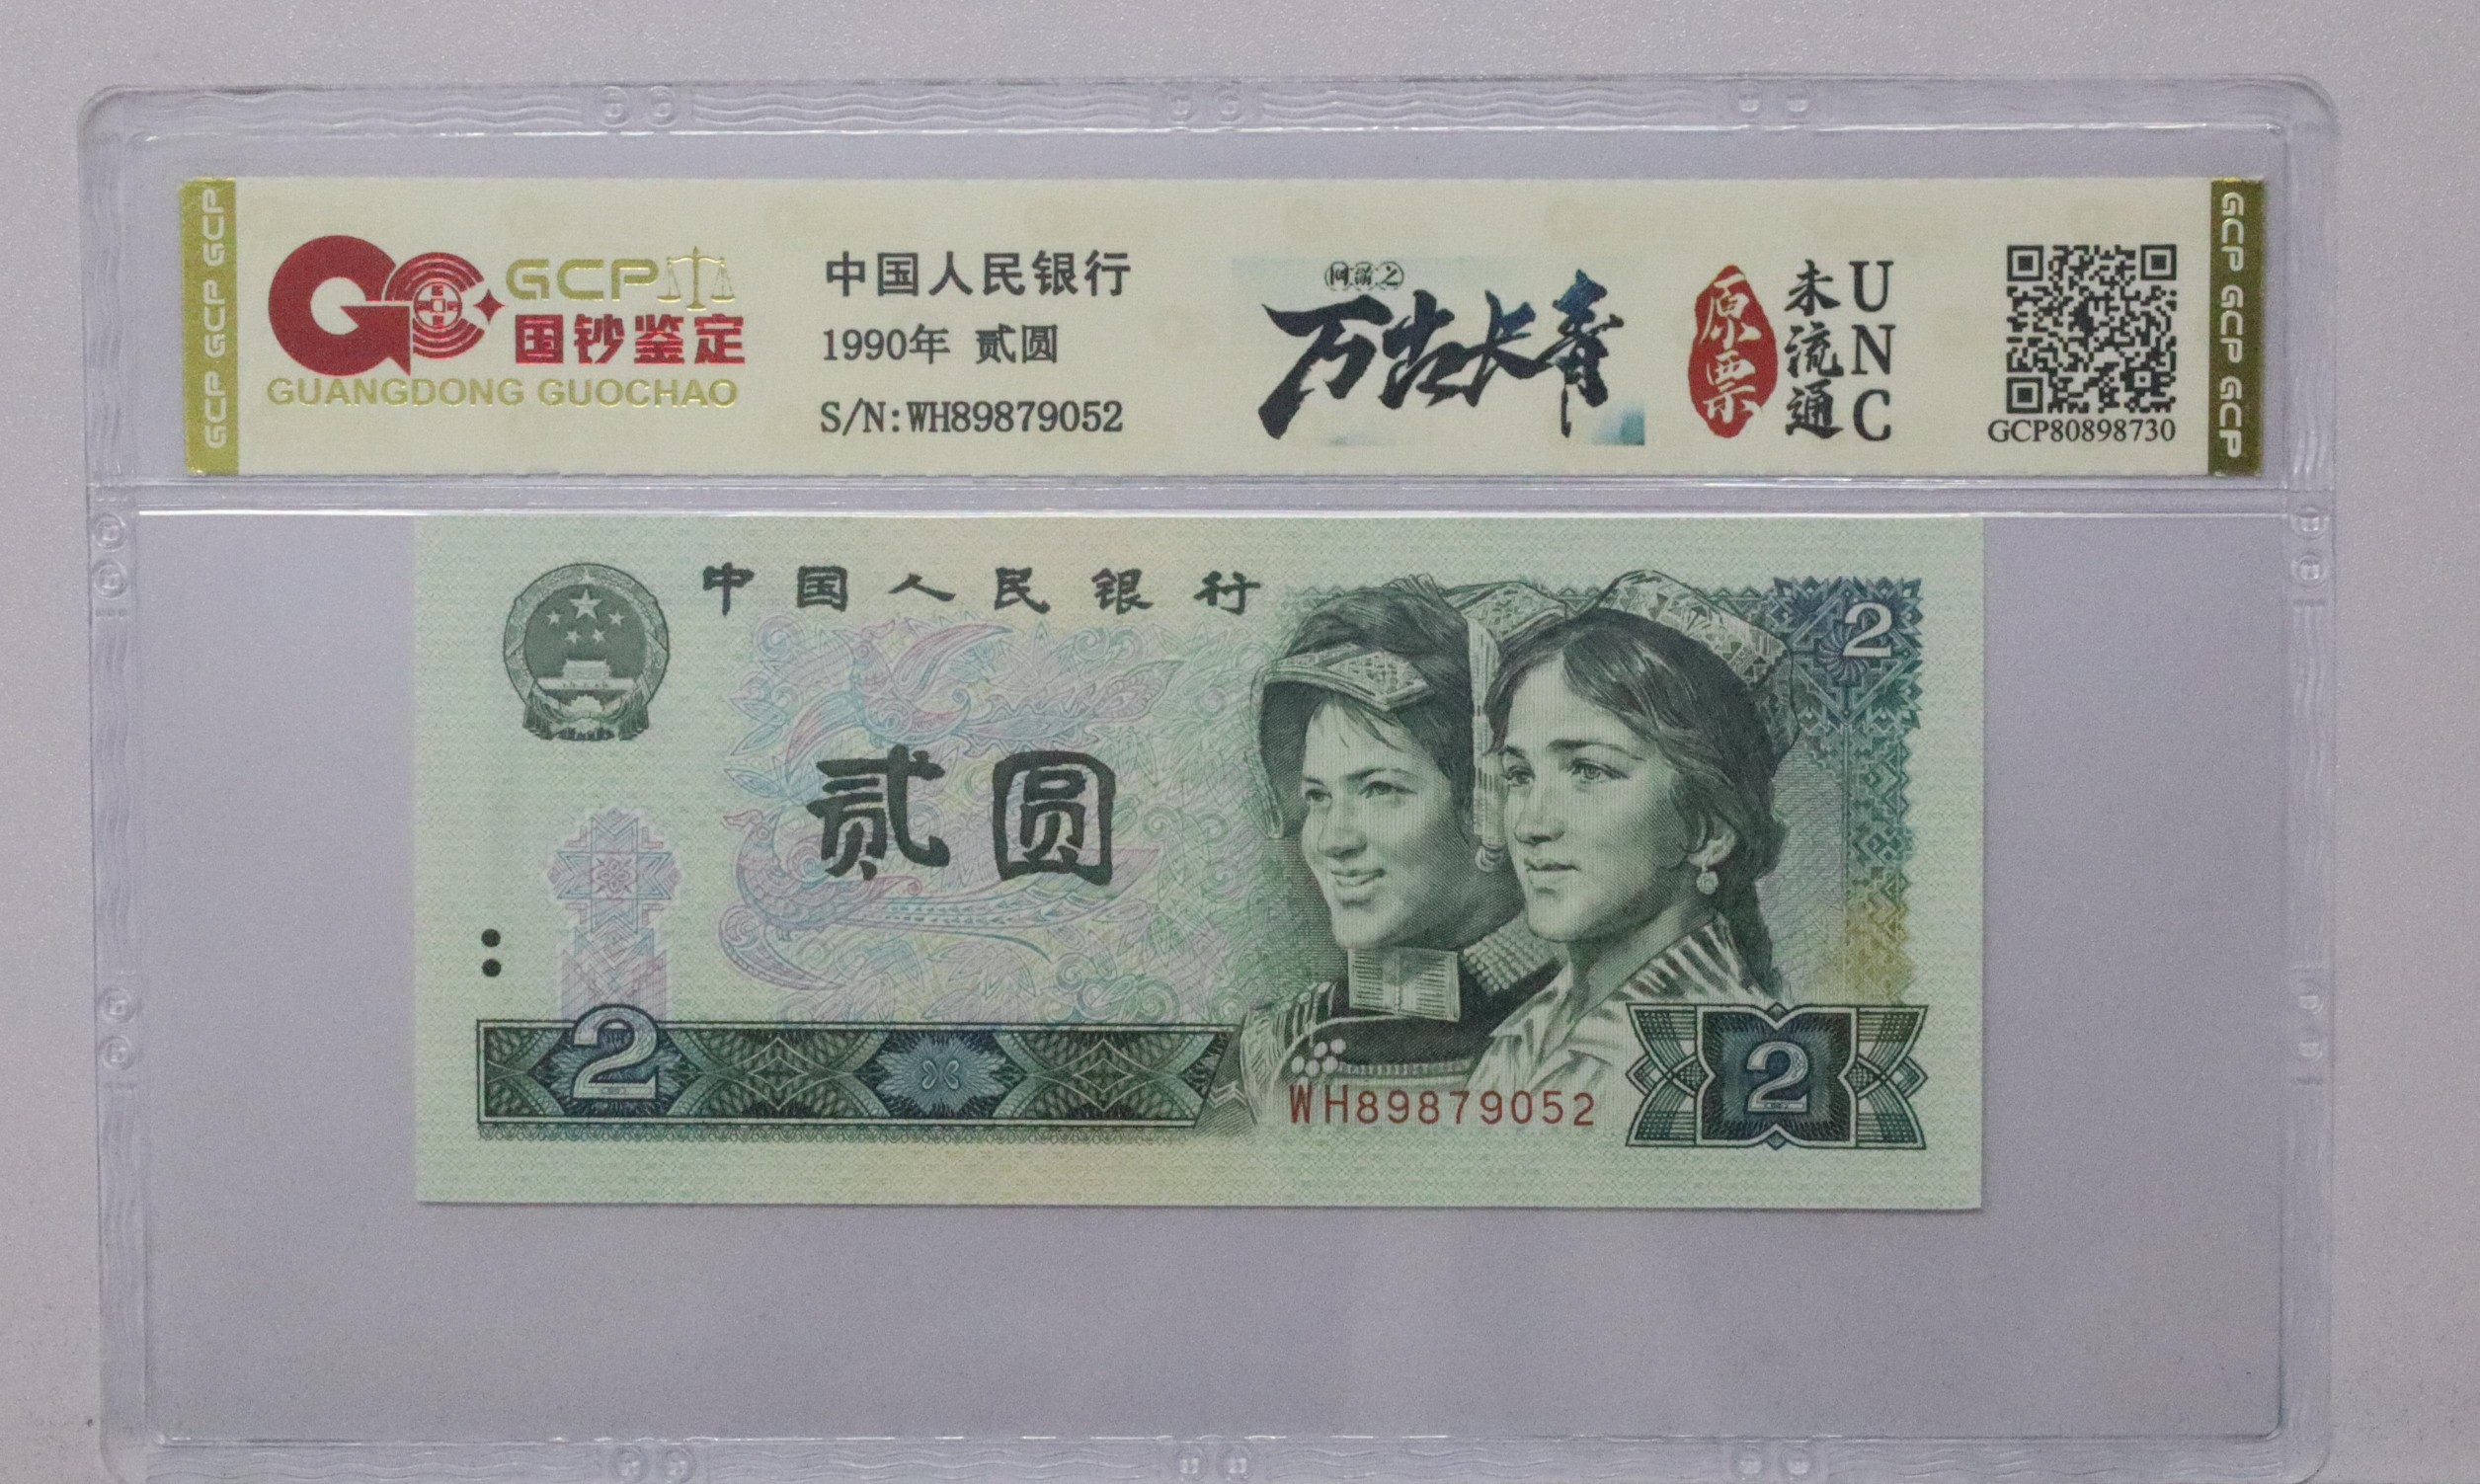 GCP GCP GCP
GCP
国钞鉴定
GUANGDONG GUOCHAO
中国人民银行
1990年 贰圆
S/N:WH89879052
万古长青
原票
未流通
UNC
GCP80898730
GCP GCP GCP
中国人民银行
2
贰圆
2
WH89879052
2